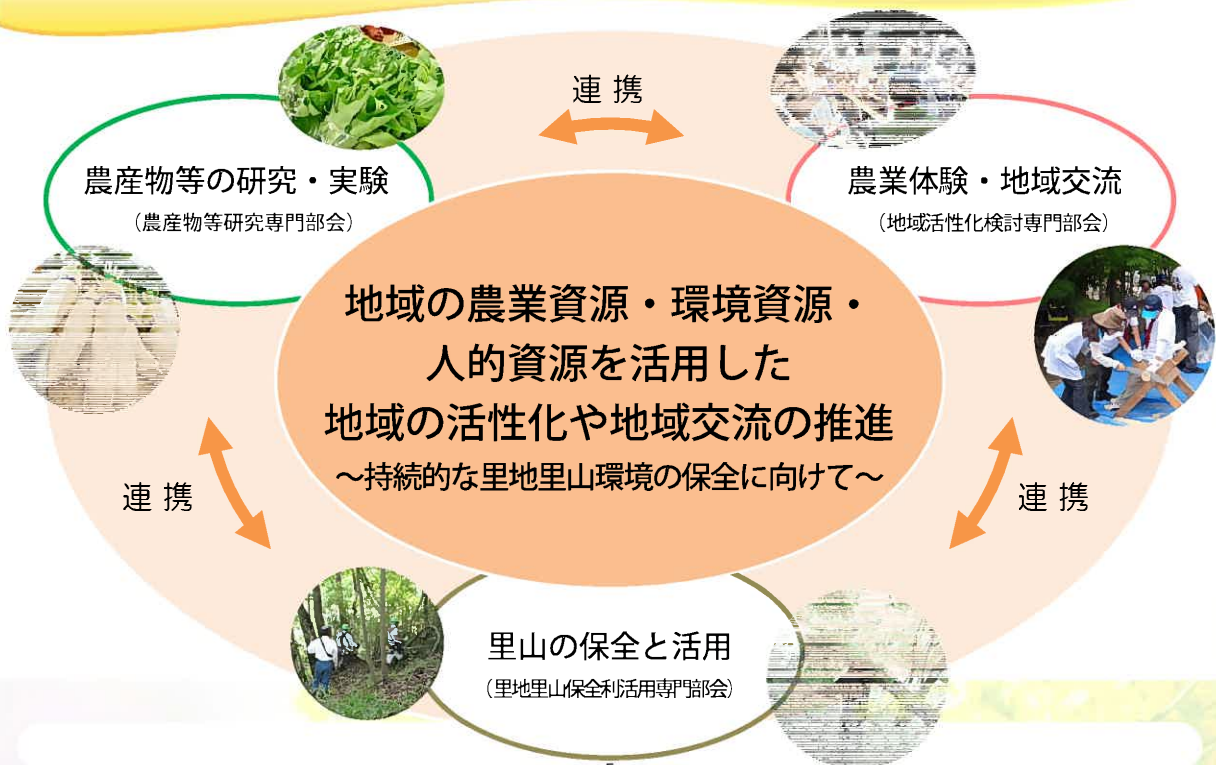 連 携
農産物等の研究・実験
（農産物等研究専門部会）
農業体験・地域交流
（地域活性化検討専門部会）
地域の農業資源・環境資源・
人的資源を活用した
地域の活性化や地域交流の推進
～持続的な里地里山環境の保全に向けて～
連 携
連 携
里山の保全と活用
（里地里山保全利活用専門部会）